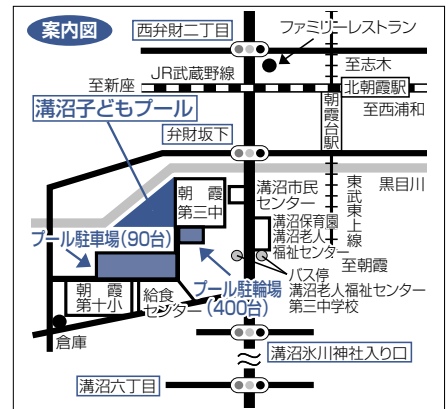 案内図
西弁財二丁目
ファミリーレストラン
至志木
JR武蔵野線
至新座
北朝霞駅
至西浦和
朝霞台駅
溝沼子どもプール
弁財坂下
黒目川
東武東上線
朝霞
第三中
溝沼市民
センター
溝沼保育園
溝沼老人
福祉センター
至朝霞
プール駐車場(90台)
プール駐輪場
(400台)
バス停
溝沼老人福祉センター
第三中学校
朝霞
第十小
給食
センター
倉庫
溝沼氷川神社入り口
溝沼六丁目